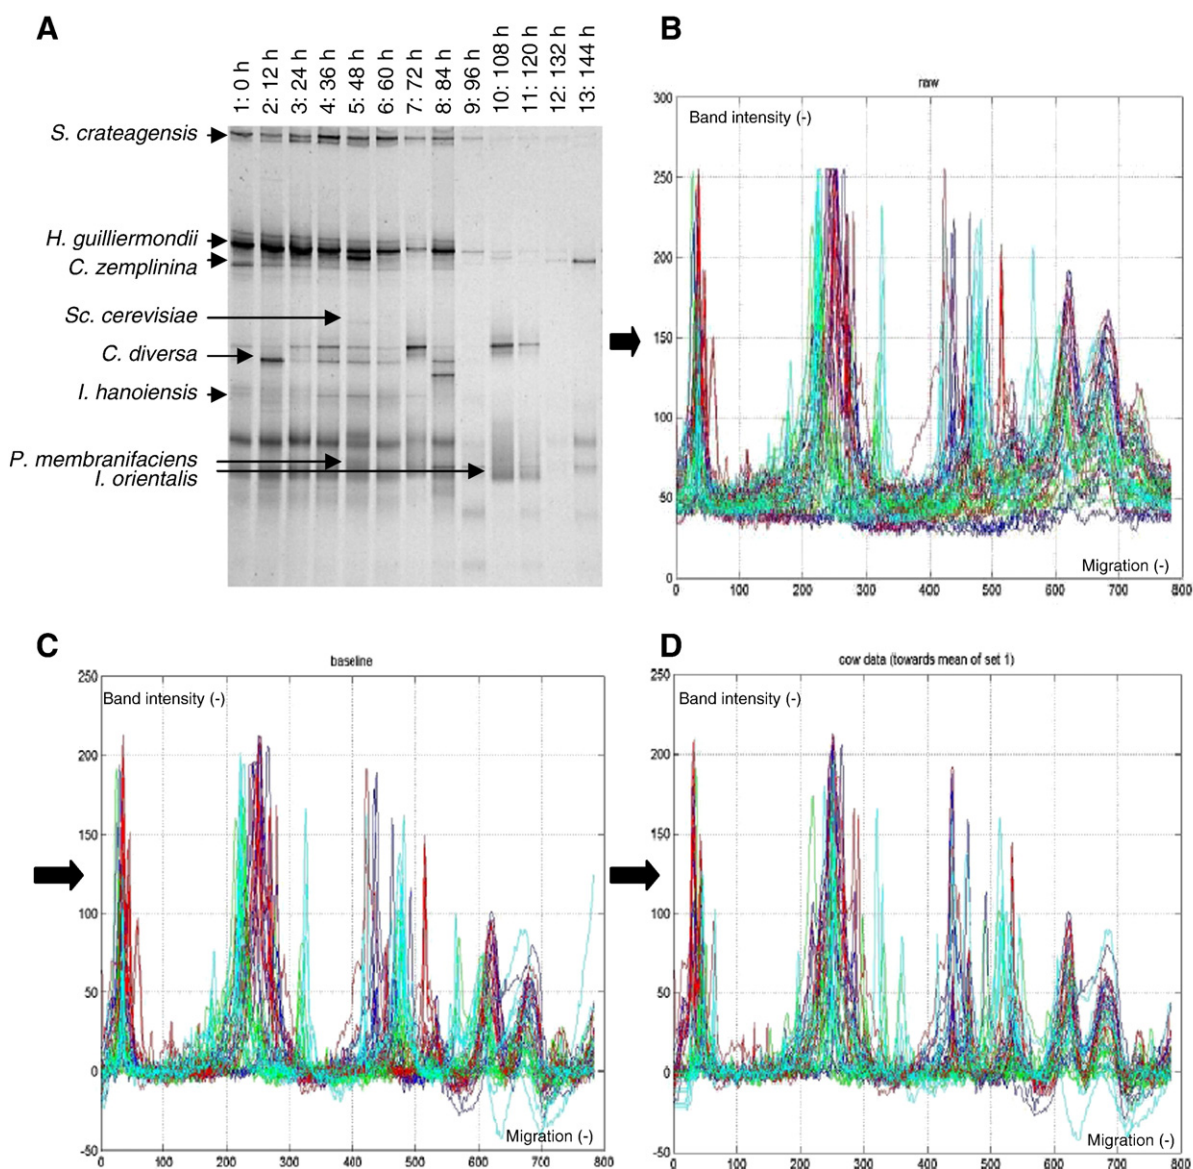 A
1: 0 h
2: 12 h
3: 24 h
4: 36 h
5: 48 h
6: 60 h
7: 72 h
8: 84 h
9: 96 h
10: 108 h
11: 120 h
12: 132 h
13: 144 h
S. crateagensis
H. guilliermondii
C. zemplinina
Sc. cerevisiae
C. diversa
I. hanoiensis
P. membranifaciens
I. orientalis
B
raw
Band intensity (-)
300
250
200
150
100
50
0
Migration (-)
0 100 200 300 400 500 600 700 800
C
baseline
Band intensity (-)
250
200
150
100
50
0
-50
Migration (-)
0 100 200 300 400 500 600 700 800
D
cow data (towards mean of set 1)
Band intensity (-)
250
200
150
100
50
0
-50
Migration (-)
0 100 200 300 400 500 600 700 800